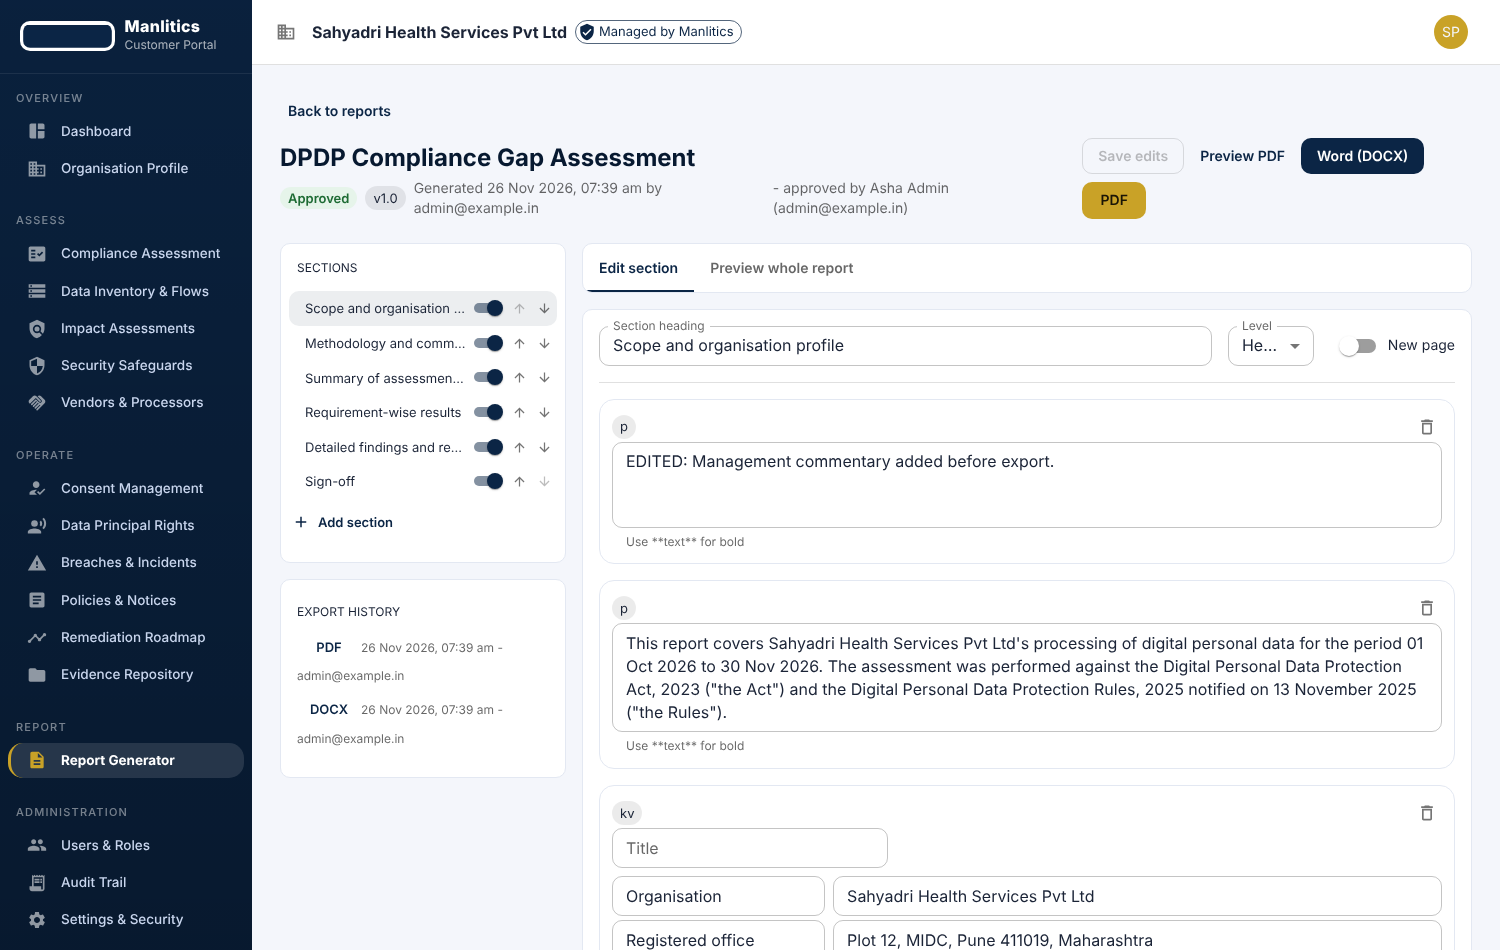 Manlitics
Customer Portal
OVERVIEW
Dashboard
Organisation Profile
ASSESS
Compliance Assessment
Data Inventory & Flows
Impact Assessments
Security Safeguards
Vendors & Processors
OPERATE
Consent Management
Data Principal Rights
Breaches & Incidents
Policies & Notices
Remediation Roadmap
Evidence Repository
REPORT
Report Generator
ADMINISTRATION
Users & Roles
Audit Trail
Settings & Security
Sahyadri Health Services Pvt Ltd
Managed by Manlitics
SP
Back to reports
DPDP Compliance Gap Assessment
Save edits
Preview PDF
Word (DOCX)
PDF
Approved
v1.0
Generated 26 Nov 2026, 07:39 am by
admin@example.in
- approved by Asha Admin
(admin@example.in)
SECTIONS
Scope and organisation ...
Methodology and comm...
Summary of assessmen...
Requirement-wise results
Detailed findings and re...
Sign-off
Add section
EXPORT HISTORY
PDF 26 Nov 2026, 07:39 am -
admin@example.in
DOCX 26 Nov 2026, 07:39 am -
admin@example.in
Edit section
Preview whole report
Section heading
Scope and organisation profile
Level
He...
New page
p
EDITED: Management commentary added before export.
Use **text** for bold
p
This report covers Sahyadri Health Services Pvt Ltd's processing of digital personal data for the period 01
Oct 2026 to 30 Nov 2026. The assessment was performed against the Digital Personal Data Protection
Act, 2023 ("the Act") and the Digital Personal Data Protection Rules, 2025 notified on 13 November 2025
("the Rules").
Use **text** for bold
kv
Title
Organisation
Sahyadri Health Services Pvt Ltd
Registered office
Plot 12, MIDC, Pune 411019, Maharashtra